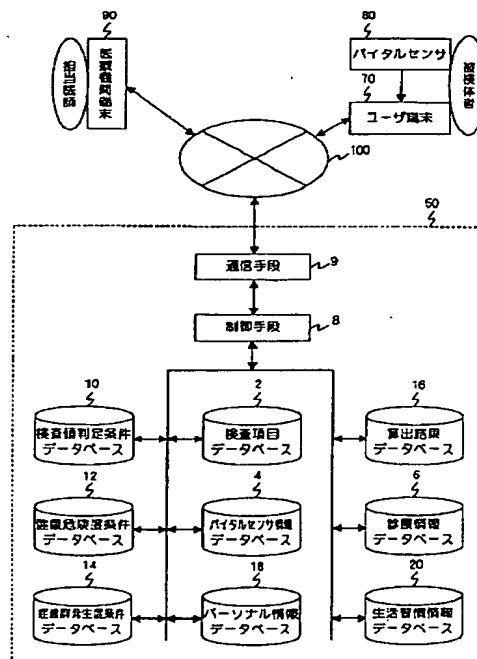 90
担当医師
医療機関端末
80
バイタルセンサ
被検体者
70
ユーザ端末
100
50
通信手段
9
制御手段
8
10
検査値判定条件
データベース
2
検査項目
データベース
16
算出結果
データベース
12
健康危険度条件
データベース
4
バイタルセンサ情報
データベース
6
診療情報
データベース
14
症候群発生度条件
データベース
18
パーソナル情報
データベース
20
生活習慣情報
データベース